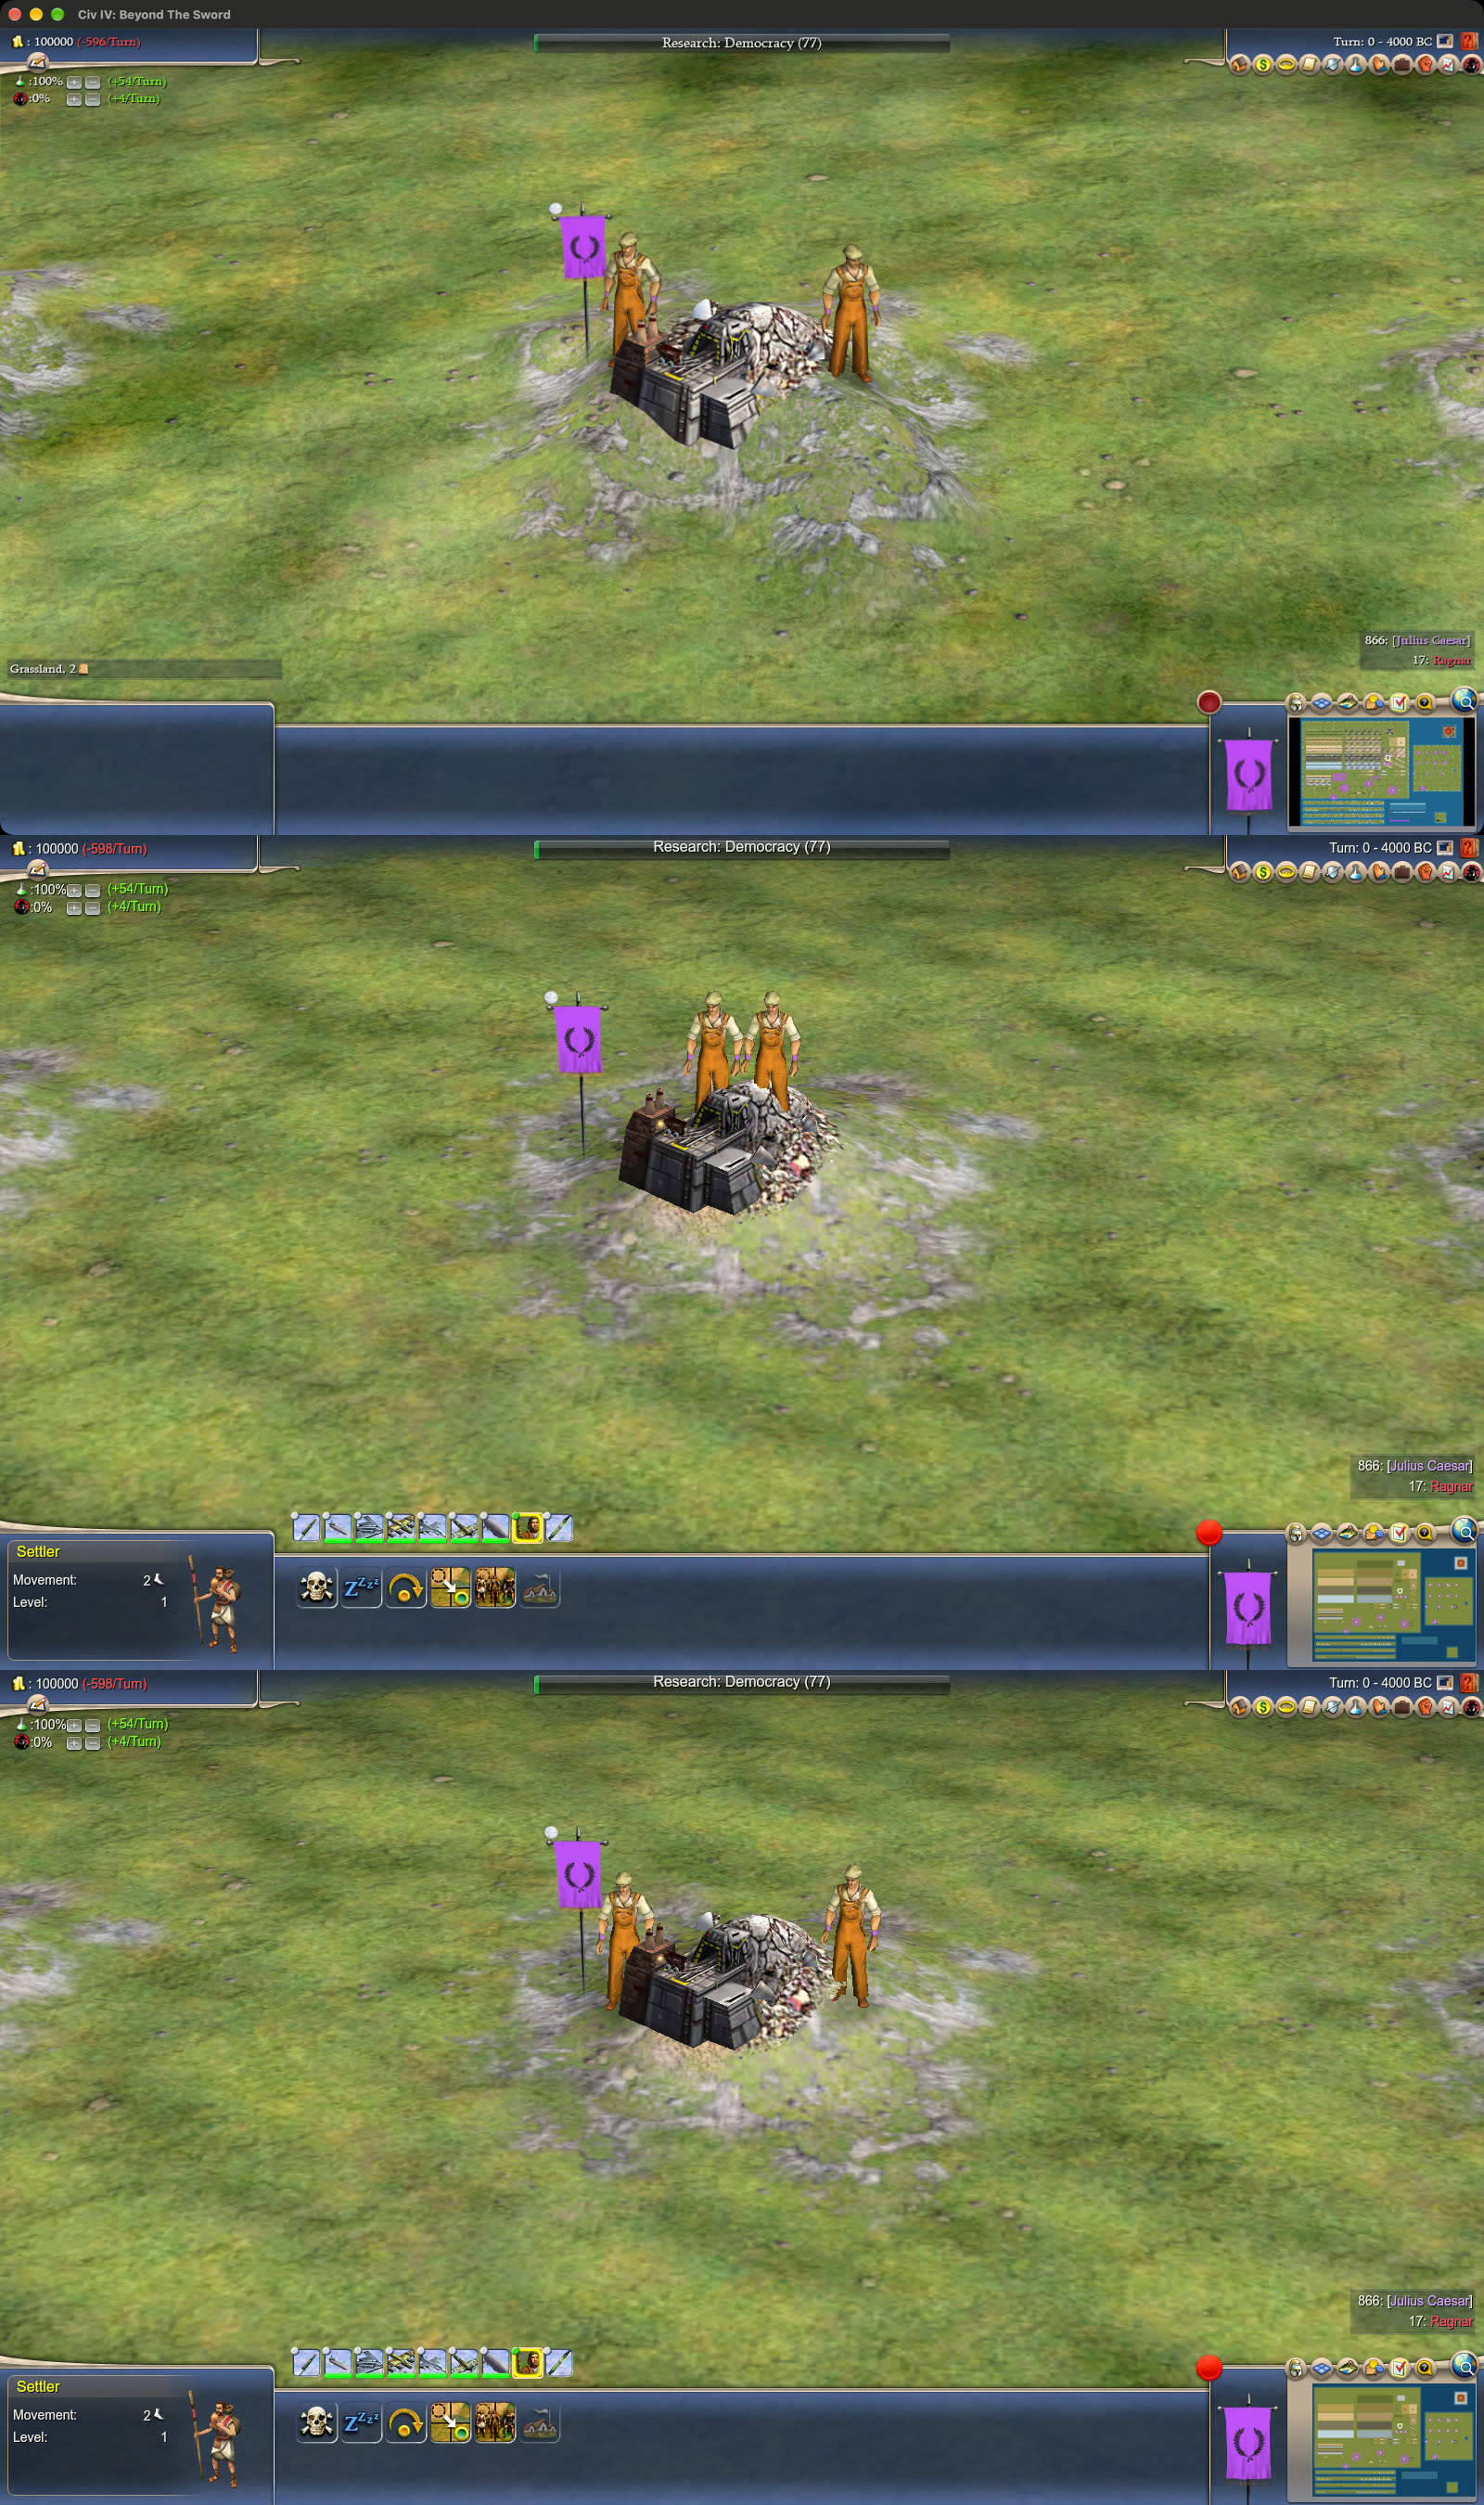 Civ IV: Beyond The Sword
: 100000 (-596/Turn)
Research: Democracy (77)
Turn: 0 - 4000 BC
:100% (+54/Turn)
:0% (+4/Turn)
866: [Julius Caesar]
17: Ragnar
Grassland, 2
: 100000 (-598/Turn)
Research: Democracy (77)
Turn: 0 - 4000 BC
:100% (+54/Turn)
:0% (+4/Turn)
866: [Julius Caesar]
17: Ragnar
Settler
Movement: 2
Level: 1
Zzzz
: 100000 (-598/Turn)
Research: Democracy (77)
Turn: 0 - 4000 BC
:100% (+54/Turn)
:0% (+4/Turn)
866: [Julius Caesar]
17: Ragnar
Settler
Movement: 2
Level: 1
Zzzz